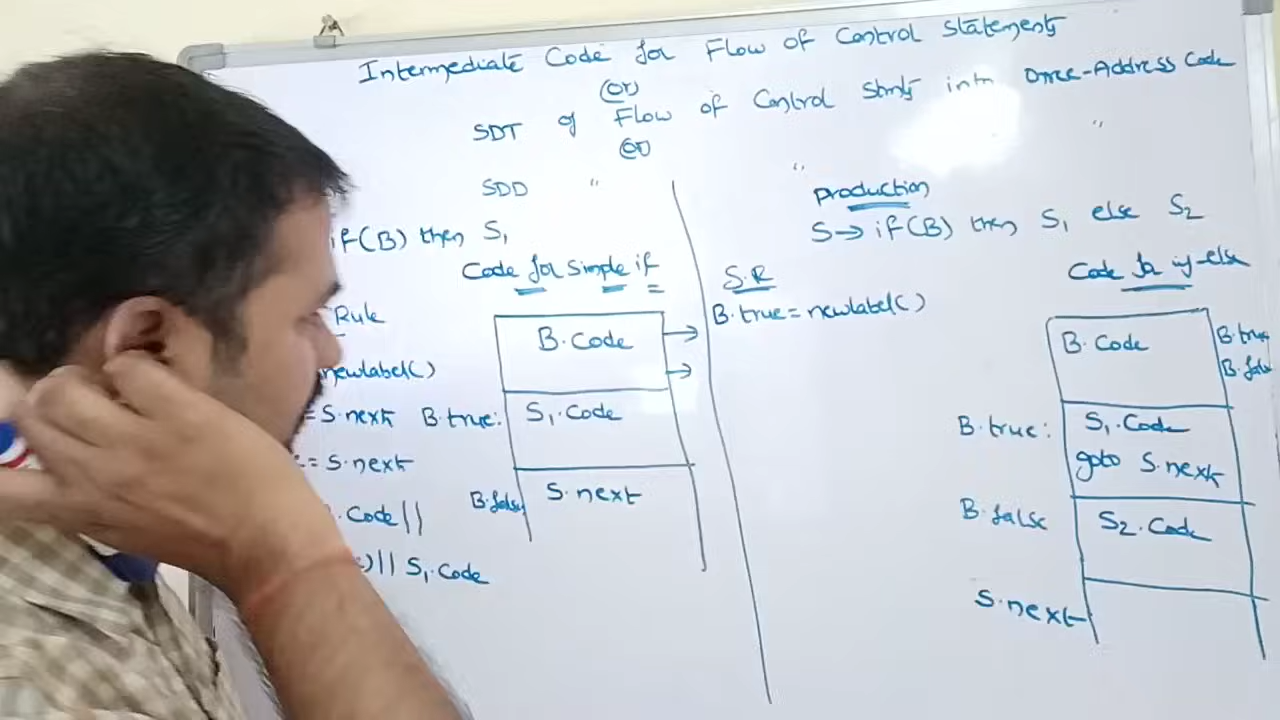 Intermediate Code for Flow of Control Statements
(or)
SDT of Flow of Control Stmts into Three-Address Code
(or)
SDD " " "
if(B) then S1
Code for Simple if
Rule
newlabel()
= S.next
= S.next
.Code||
)|| S1.Code
B.Code
B.true: S1.Code
B.false S.next
production
S→ if(B) then S1 else S2
Code for if-else
S.R
B.true = newlabel()
B.Code B.true
B.fals
B.true: S1.Code
goto S.next
B.false S2.Code
S.next